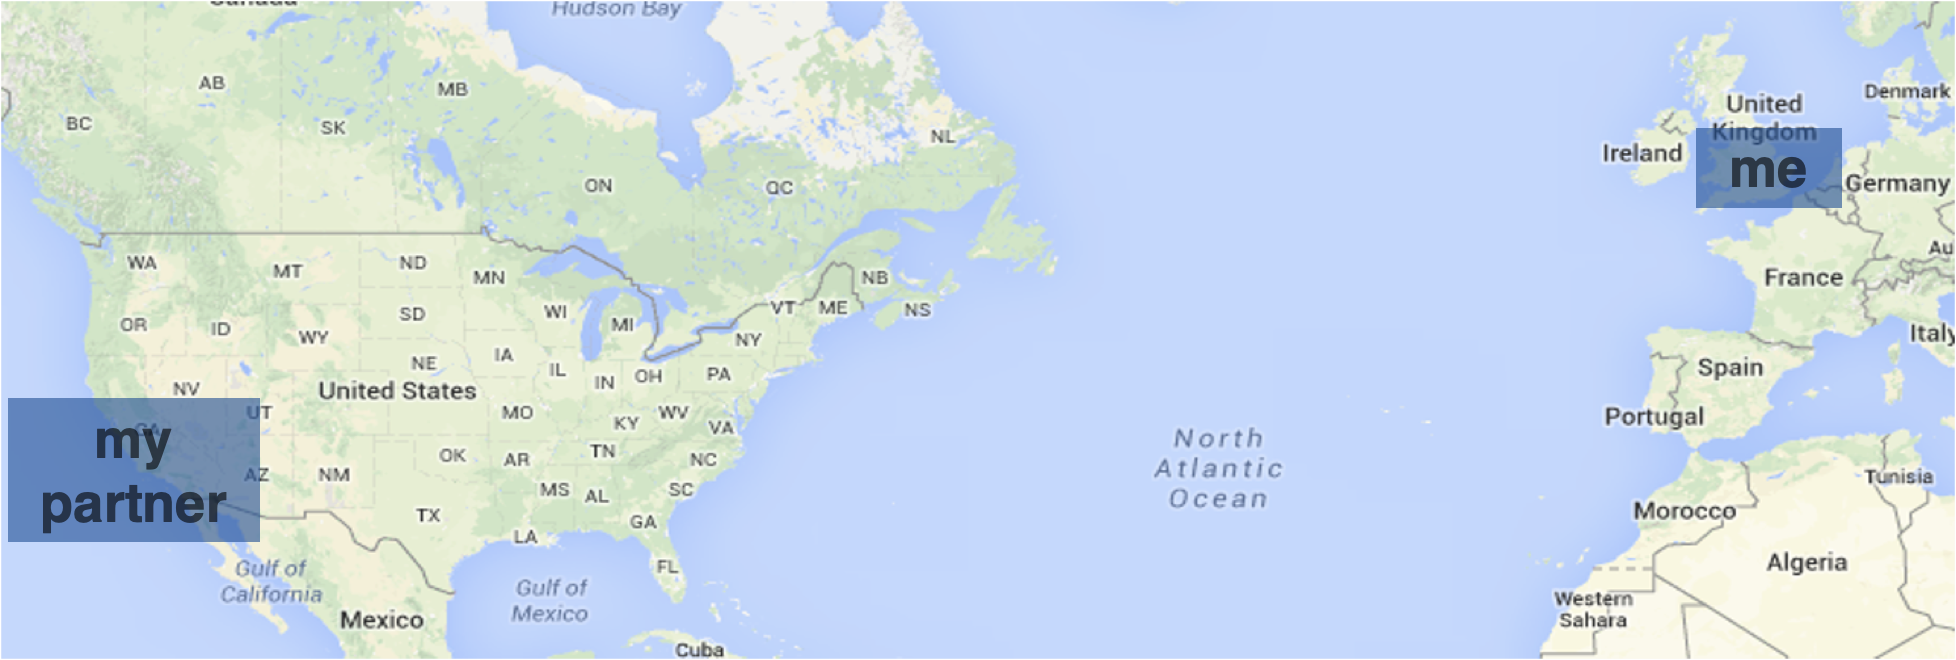 Canada
Hudson Bay
AB
MB
BC
SK
NL
ON
QC
United
Kingdom
Denmark
Ireland
me
Germany
WA
MT
ND
MN
NB
OR
ID
WY
SD
WI
MI
VT
ME
NS
Au
France
NV
NE
IA
IL
IN
OH
PA
NY
Italy
United States
Spain
UT
CA
MO
KY
WV
VA
Portugal
my
partner
AZ
NM
OK
AR
TN
NC
North
Atlantic
Ocean
Tunisia
TX
MS
AL
SC
GA
LA
Morocco
FL
Algeria
Gulf of
California
Gulf of
Mexico
Western
Sahara
Mexico
Cuba